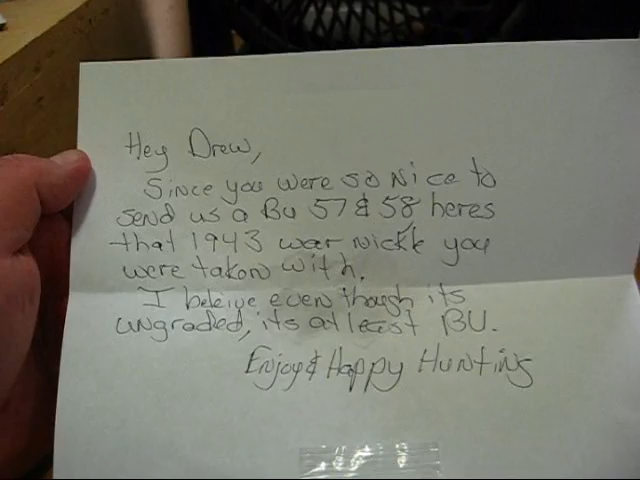 Hey Drew,
Since you were so Nice to
send us a BU 57 & 58 heres
that 1943 war nickle you
were taken with.
I beleive even though its
ungraded, its at least BU.
Enjoy & Happy Hunting